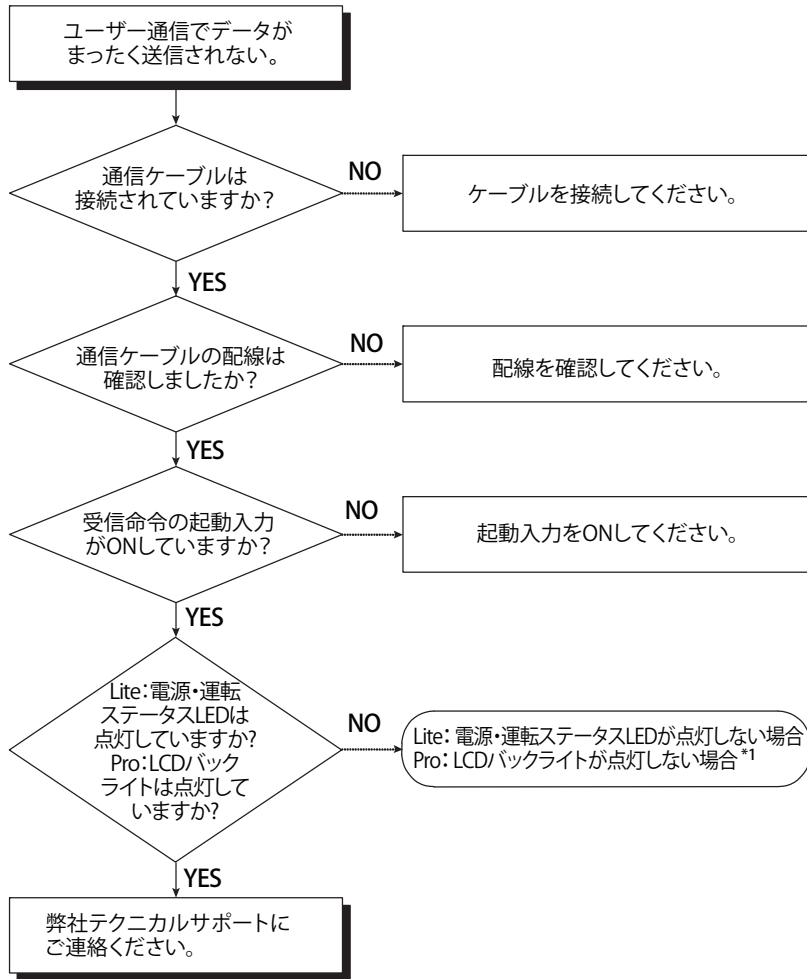 ユーザー通信でデータが
まったく送信されない。
通信ケーブルは
接続されていますか？
NO
ケーブルを接続してください。
YES
通信ケーブルの配線は
確認しましたか？
NO
配線を確認してください。
YES
受信命令の起動入力
がONしていますか？
NO
起動入力をONしてください。
YES
Lite：電源・運転
ステータスLEDは
点灯していますか?
Pro：LCDバック
ライトは点灯して
いますか?
NO
Lite： 電源・運転ステータスLEDが点灯しない場合
Pro： LCDバックライトが点灯しない場合 *1
YES
弊社テクニカルサポートに
ご連絡ください。